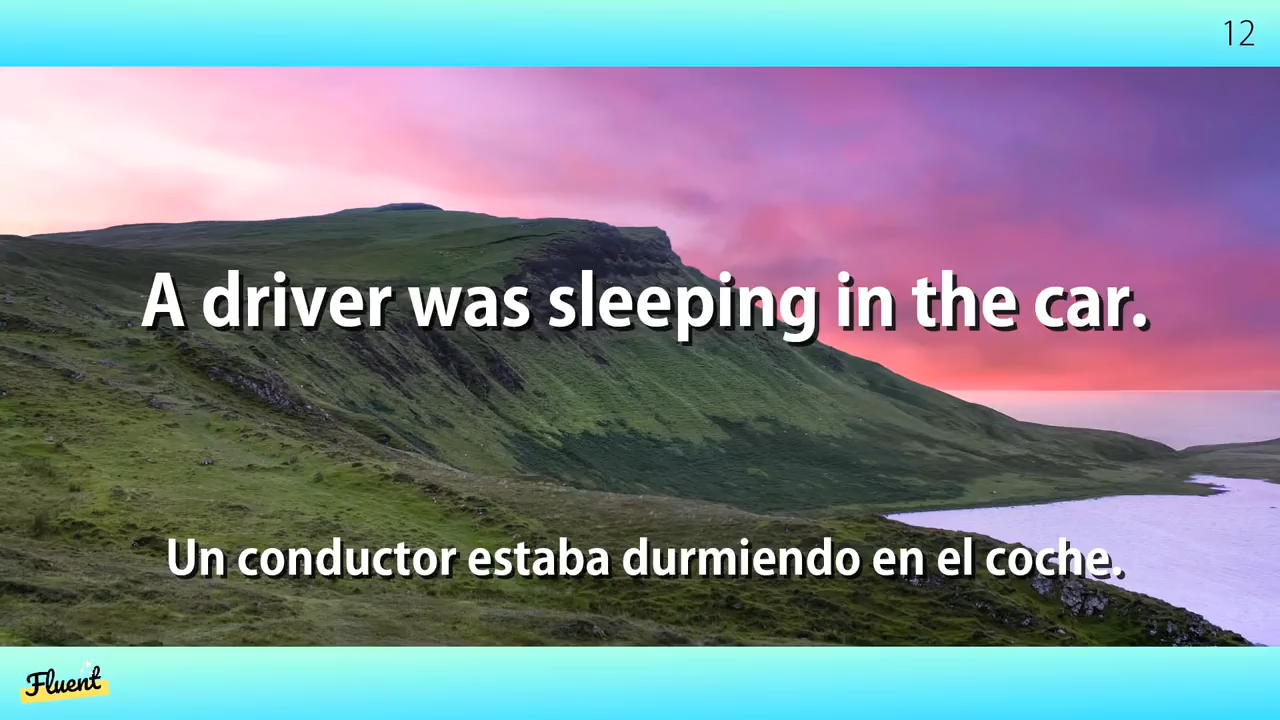 12
A driver was sleeping in the car.
Un conductor estaba durmiendo en el coche.
Fluent